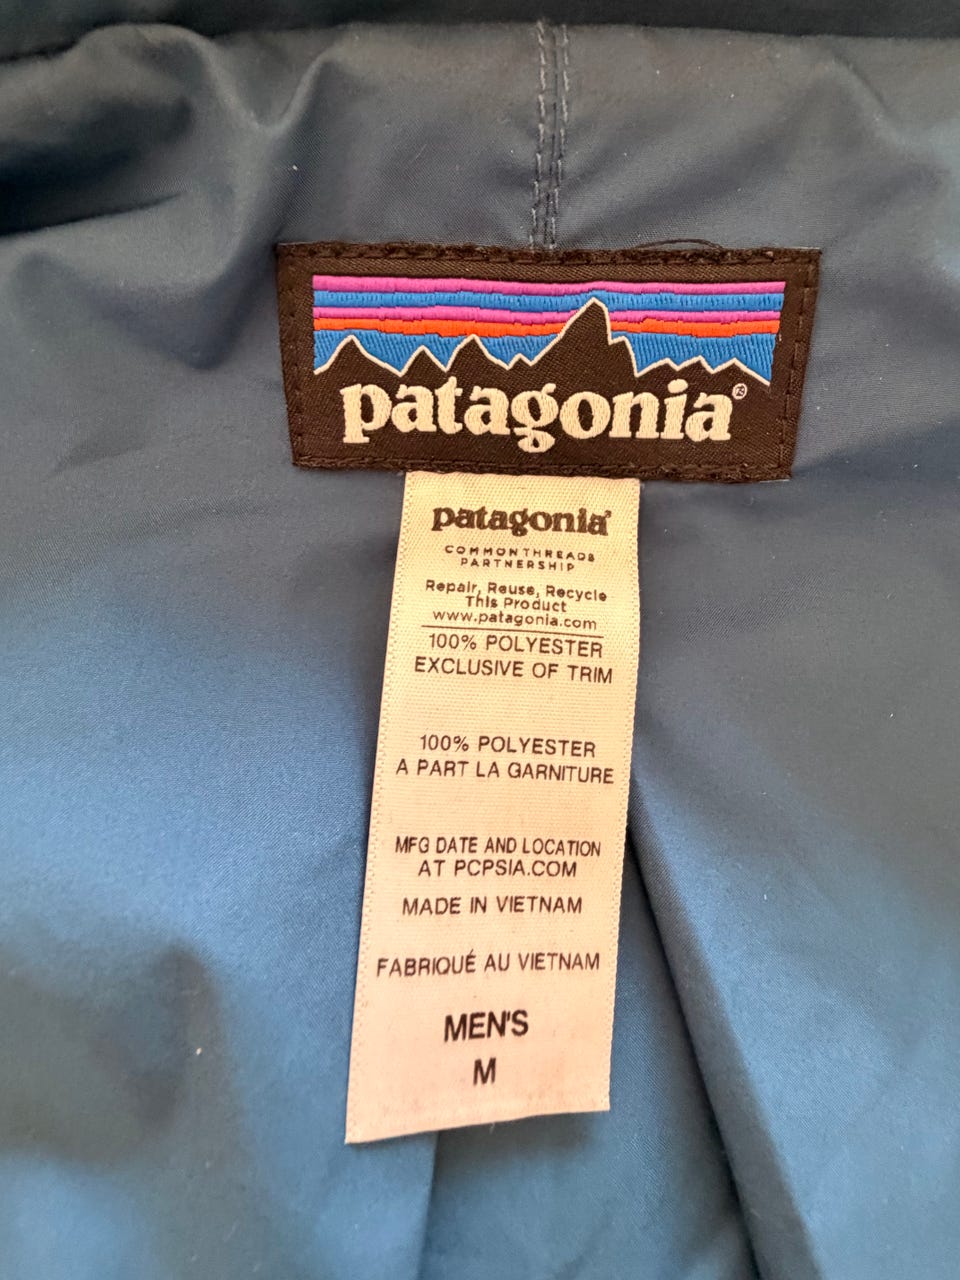 patagonia®
patagonia®
COMMON THREADS
PARTNERSHIP
Repair, Reuse, Recycle
This Product
www.patagonia.com
100% POLYESTER
EXCLUSIVE OF TRIM
100% POLYESTER
A PART LA GARNITURE
MFG DATE AND LOCATION
AT PCPSIA.COM
MADE IN VIETNAM
FABRIQUÉ AU VIETNAM
MEN'S
M